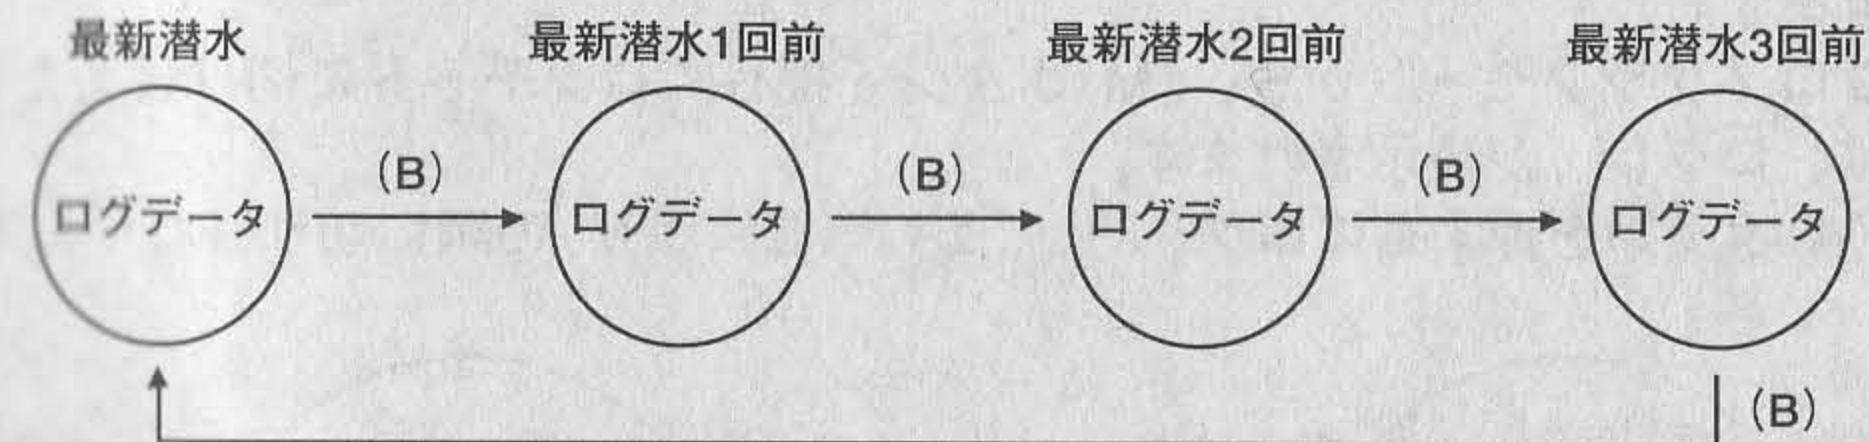 最新潜水
最新潜水1回前
最新潜水2回前
最新潜水3回前
ログデータ
(B)
ログデータ
(B)
ログデータ
(B)
ログデータ
(B)